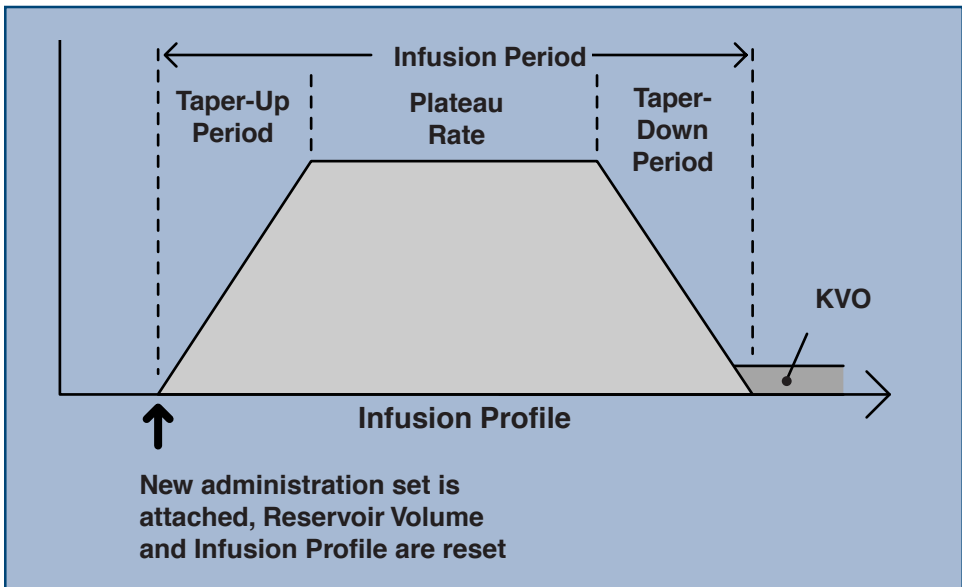 Infusion Period
Taper-Up
Period
Plateau
Rate
Taper-
Down
Period
KVO
Infusion Profile
New administration set is
attached, Reservoir Volume
and Infusion Profile are reset